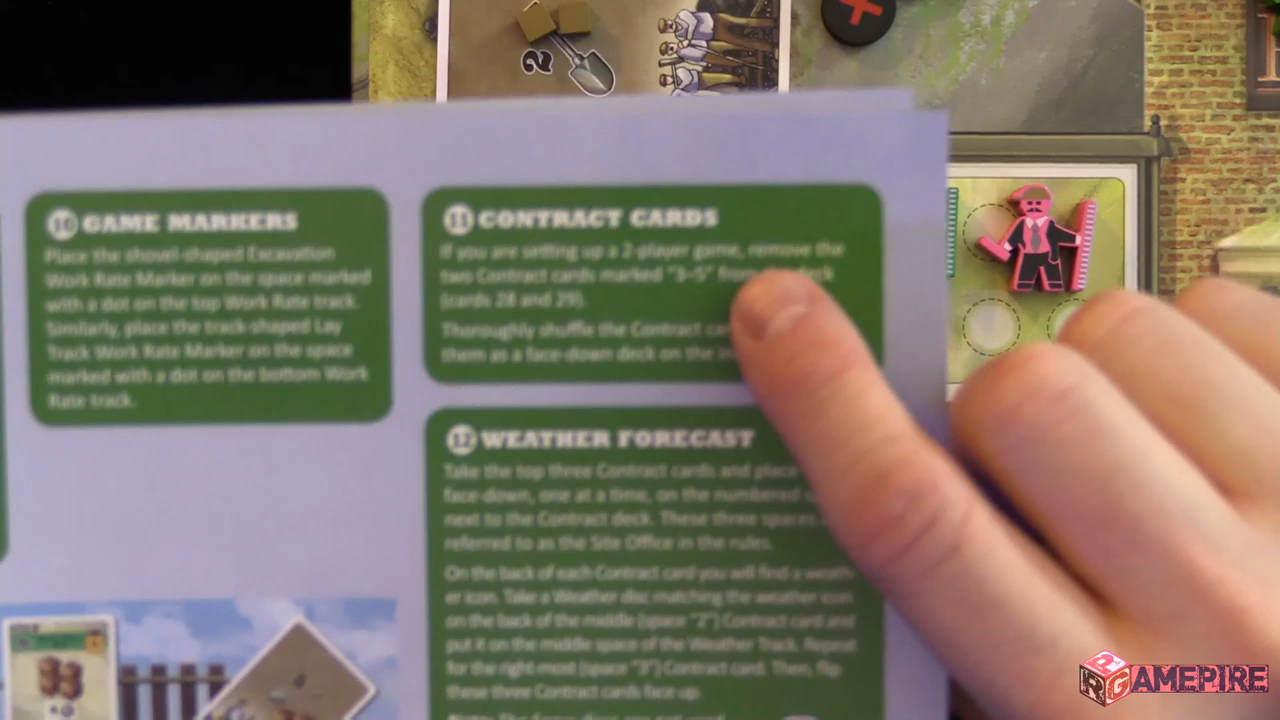 2
10 GAME MARKERS
Place the shovel-shaped Excavation
Work Rate Marker on the space marked
with a dot on the top Work Rate track.
Similarly, place the track-shaped Lay
Track Work Rate Marker on the space
marked with a dot on the bottom Work
Rate track.
11 CONTRACT CARDS
If you are setting up a 2-player game, remove the
two Contract cards marked "3-5" from deck
(cards 28 and 29).
Thoroughly shuffle the Contract
them as a face-down deck on the
12 WEATHER FORECAST
Take the top three Contract cards and place
face-down, one at a time, on the numbered
next to the Contract deck. These three spaces
referred to as the Site Office in the rules.
On the back of each Contract card you will find a weath-
er icon. Take a Weather disc matching the weather icon
on the back of the middle (space "2") Contract card and
put it on the middle space of the Weather Track. Repeat
for the right-most (space "3") Contract card. Then, flip
these three Contract cards face up.
RPG
GAMEPIRE